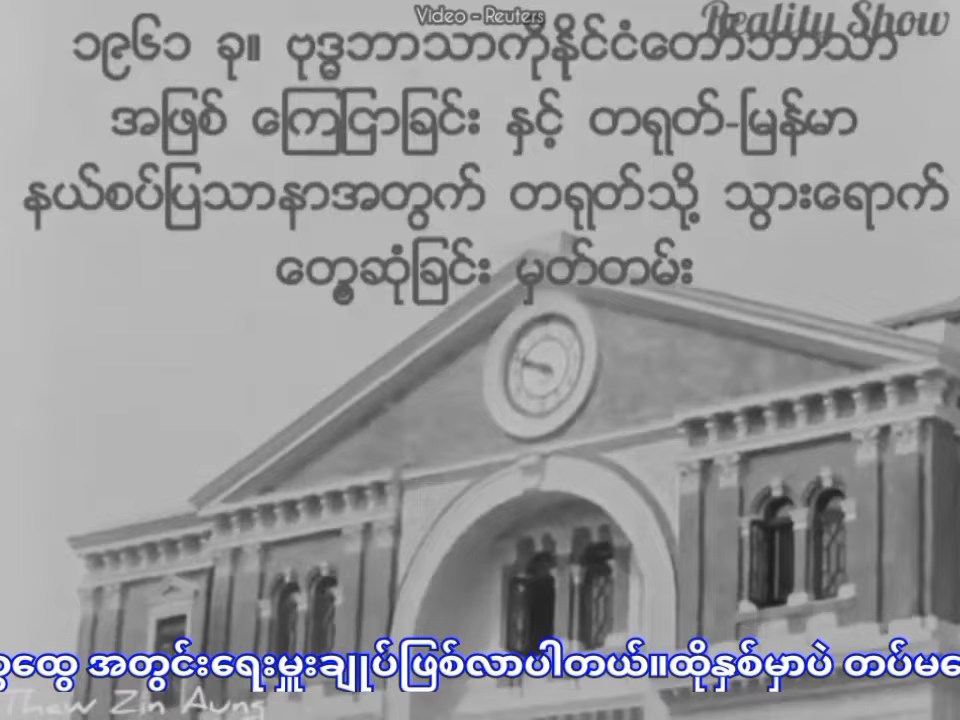 Video - Reuters
Reality Show
၁၉၆၁ ခု။ ဗုဒ္ဓဘာသာကိုနိုင်ငံတော်ဘာသာ
အဖြစ် ကြေငြာခြင်း နှင့် တရုတ်-မြန်မာ
နယ်စပ်ပြသာနာအတွက် တရုတ်သို့ သွားရောက်
တွေ့ဆုံခြင်း မှတ်တမ်း
အတွင်းရေးမှူးချုပ်ဖြစ်လာပါတယ်။ထိုနှစ်မှာပဲ
Thaw Zin Aung